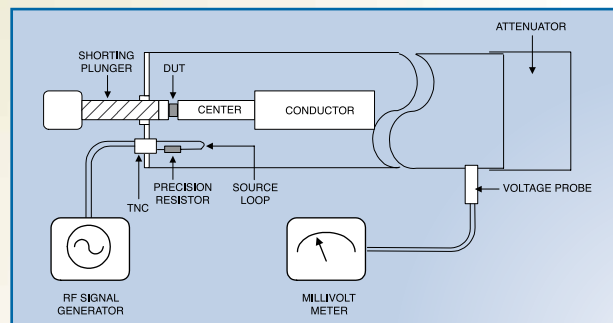 ATTENUATOR
SHORTING
PLUNGER
DUT
CENTER
CONDUCTOR
TNC
PRECISION
RESISTOR
SOURCE
LOOP
VOLTAGE PROBE
RF SIGNAL
GENERATOR
MILLIVOLT
METER